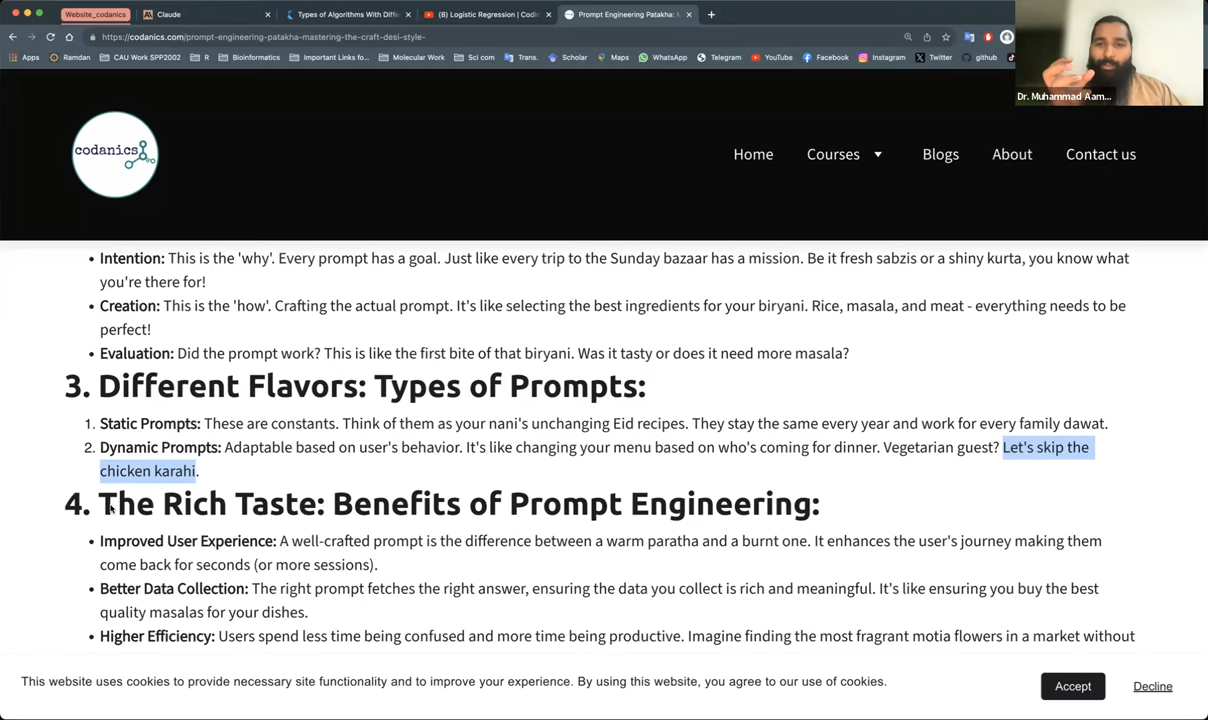 Website_codanics
Claude
Types of Algorithms With Diffe
(8) Logistic Regression | Codi
Prompt Engineering Patakha: M
https://codanics.com/prompt-engineering-patakha-mastering-the-craft-desi-style-
Apps
Ramdan
CAU Work SPP2002
R
Bioinformatics
Important Links fo...
Molecular Work
Sci com
Trans.
Scholar
Maps
WhatsApp
Telegram
YouTube
Facebook
Instagram
Twitter
github
Dr. Muhammad Aam...
codanics
Home
Courses
Blogs
About
Contact us
• Intention: This is the 'why'. Every prompt has a goal. Just like every trip to the Sunday bazaar has a mission. Be it fresh sabzis or a shiny kurta, you know what
you're there for!
• Creation: This is the 'how'. Crafting the actual prompt. It's like selecting the best ingredients for your biryani. Rice, masala, and meat - everything needs to be
perfect!
• Evaluation: Did the prompt work? This is like the first bite of that biryani. Was it tasty or does it need more masala?
3. Different Flavors: Types of Prompts:
1. Static Prompts: These are constants. Think of them as your nani's unchanging Eid recipes. They stay the same every year and work for every family dawat.
2. Dynamic Prompts: Adaptable based on user's behavior. It's like changing your menu based on who's coming for dinner. Vegetarian guest? Let's skip the
chicken karahi.
4. The Rich Taste: Benefits of Prompt Engineering:
• Improved User Experience: A well-crafted prompt is the difference between a warm paratha and a burnt one. It enhances the user's journey making them
come back for seconds (or more sessions).
• Better Data Collection: The right prompt fetches the right answer, ensuring the data you collect is rich and meaningful. It's like ensuring you buy the best
quality masalas for your dishes.
• Higher Efficiency: Users spend less time being confused and more time being productive. Imagine finding the most fragrant motia flowers in a market without
This website uses cookies to provide necessary site functionality and to improve your experience. By using this website, you agree to our use of cookies.
Accept
Decline